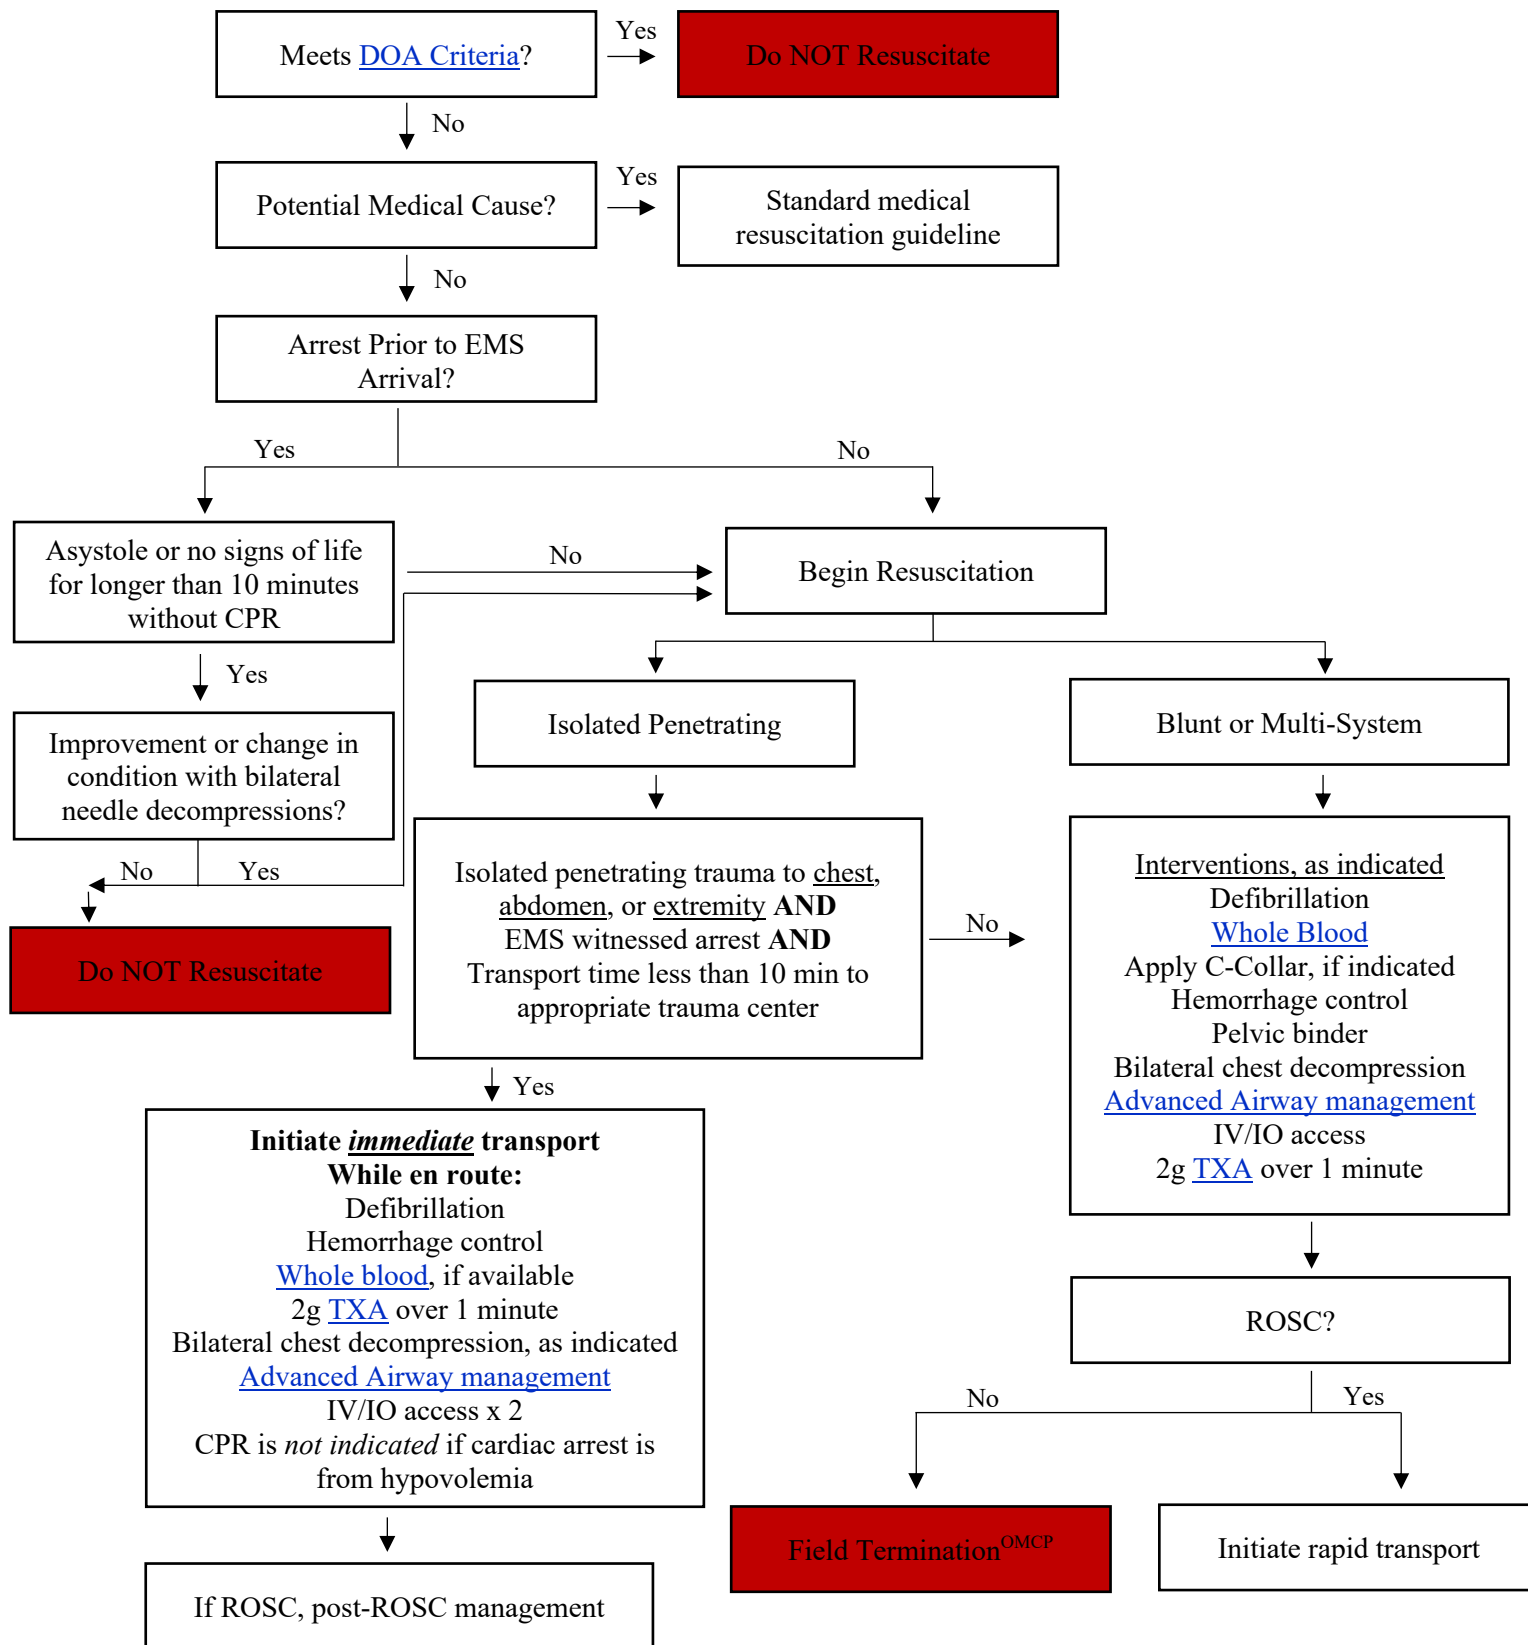 Meets DOA Criteria?
Yes
Do NOT Resuscitate
No
Potential Medical Cause?
Yes
Standard medical
resuscitation guideline
No
Arrest Prior to EMS
Arrival?
Yes
No
Asystole or no signs of life
for longer than 10 minutes
without CPR
No
Begin Resuscitation
Yes
Improvement or change in
condition with bilateral
needle decompressions?
No
Yes
Do NOT Resuscitate
Isolated Penetrating
Blunt or Multi-System
Isolated penetrating trauma to chest,
abdomen, or extremity AND
EMS witnessed arrest AND
Transport time less than 10 min to
appropriate trauma center
No
Interventions, as indicated
Defibrillation
Whole Blood
Apply C-Collar, if indicated
Hemorrhage control
Pelvic binder
Bilateral chest decompression
Advanced Airway management
IV/IO access
2g TXA over 1 minute
Yes
Initiate immediate transport
While en route:
Defibrillation
Hemorrhage control
Whole blood, if available
2g TXA over 1 minute
Bilateral chest decompression, as indicated
Advanced Airway management
IV/IO access x 2
CPR is not indicated if cardiac arrest is
from hypovolemia
ROSC?
No
Yes
Field Termination OMCP
Initiate rapid transport
If ROSC, post-ROSC management